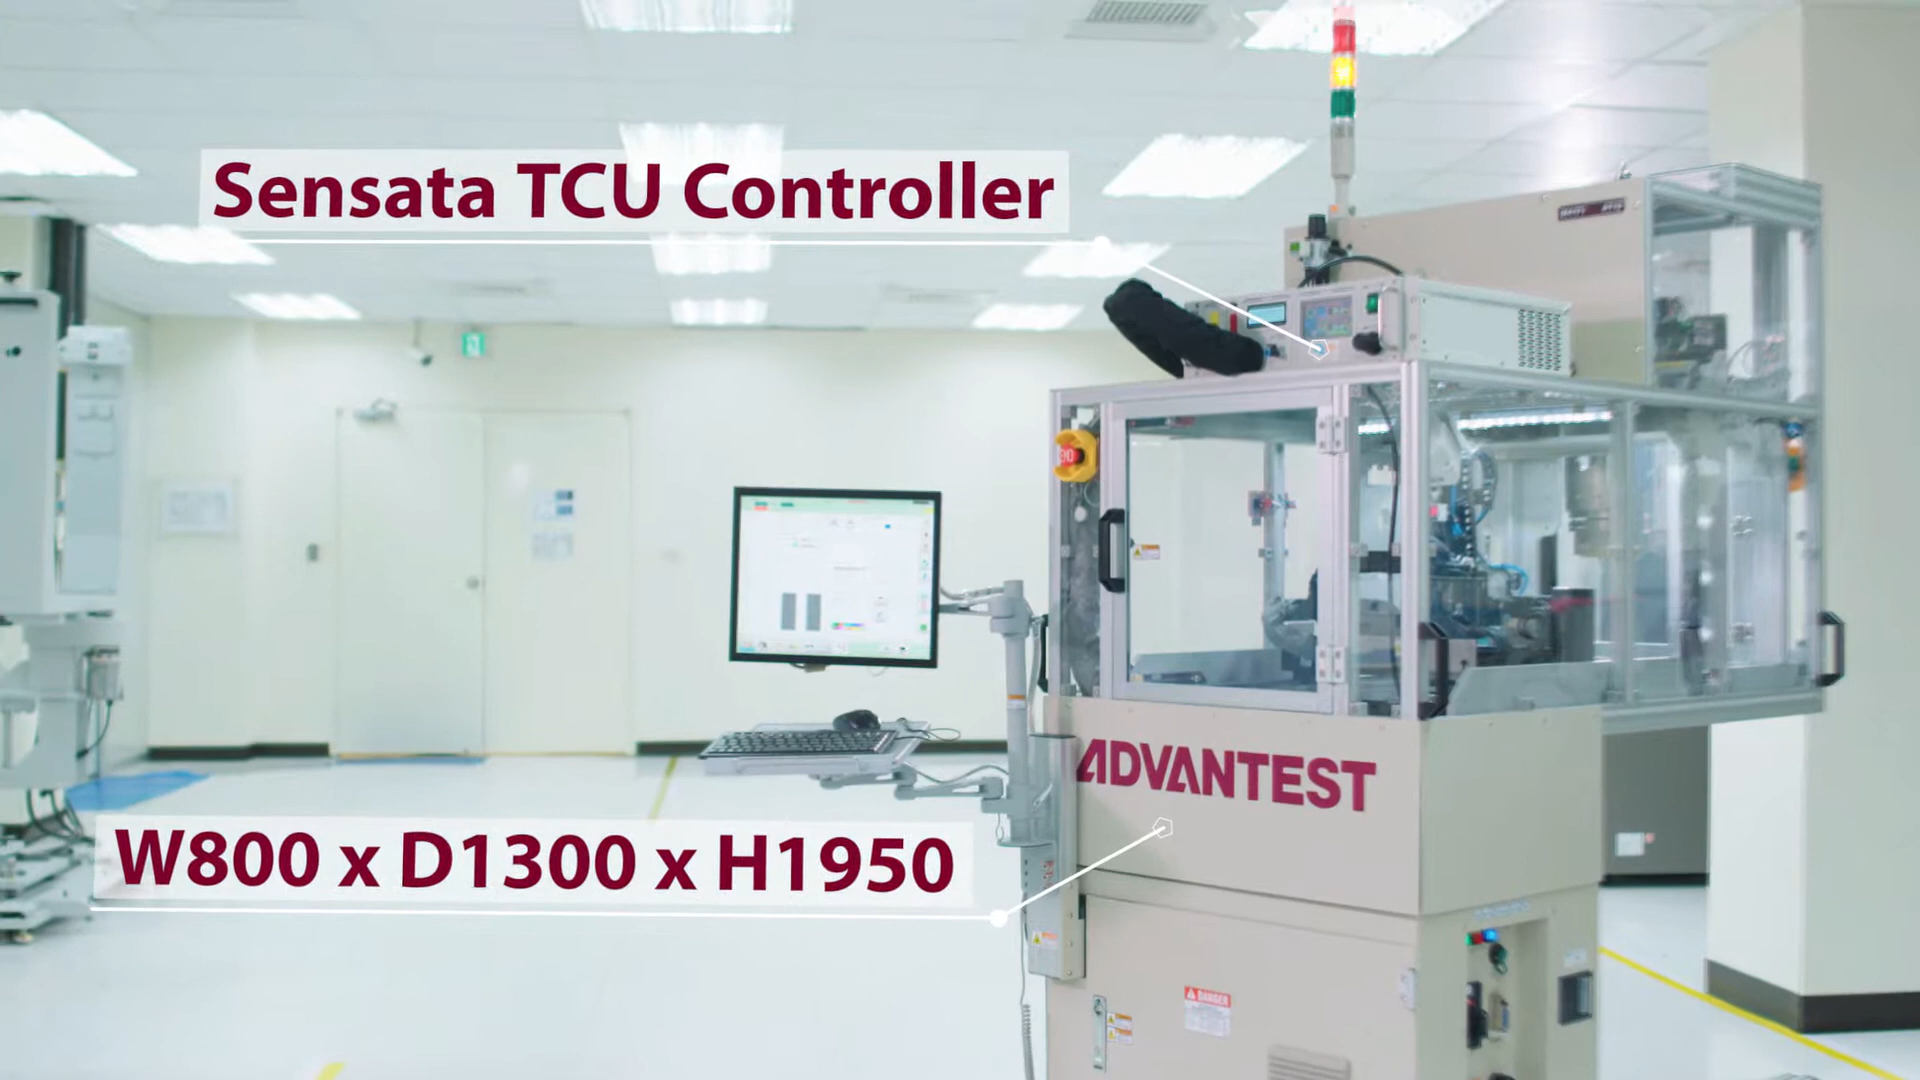 Sensata TCU Controller
ADVANTEST
W800 x D1300 x H1950
DANGER